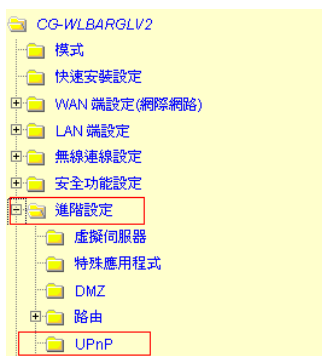 CG-WLBARGLV2
模式
快速安裝設定
WAN 端設定(網際網路)
LAN 端設定
無線連線設定
安全功能設定
進階設定
虛擬伺服器
特殊應用程式
DMZ
路由
UPnP